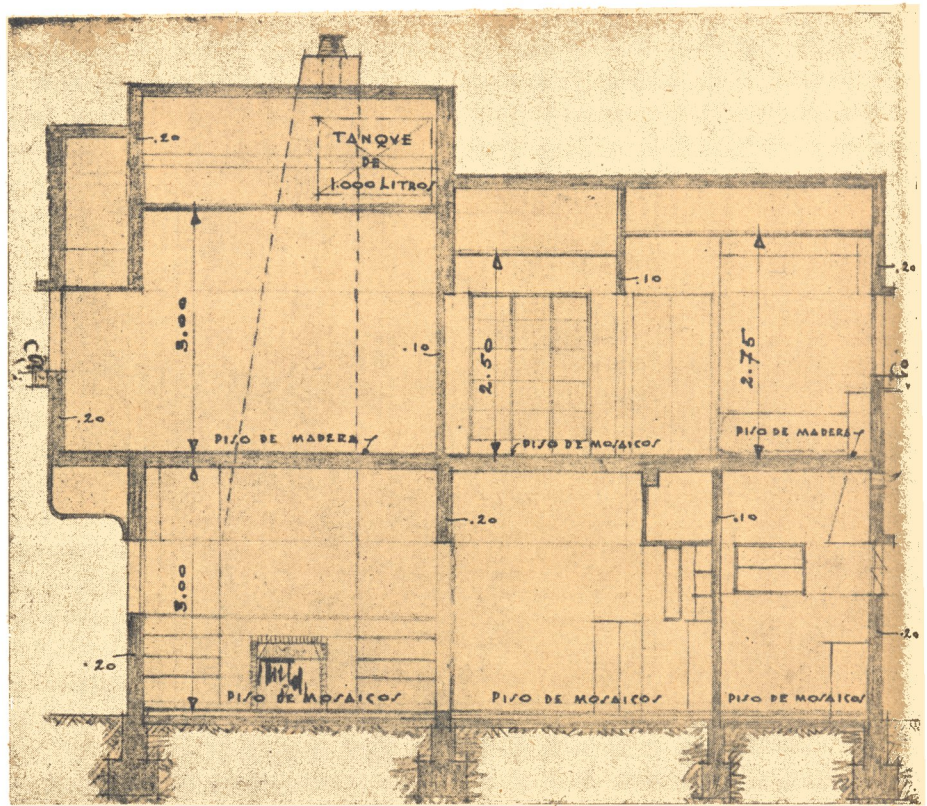 .20
TANQUE
DE
1.000 LITROS
.20
3.00
.10
2.50
.10
2.75
.20
PISO DE MADERA
PISO DE MOSAICOS
PISO DE MADERA
.20
.10
3.00
.20
.20
PISO DE MOSAICOS
PISO DE MOSAICOS
PISO DE MOSAICOS